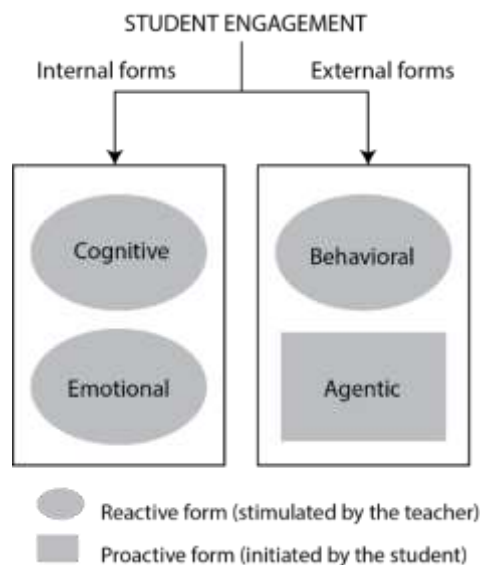 STUDENT ENGAGEMENT
Internal forms
External forms
Cognitive
Behavioral
Emotional
Agentic
Reactive form (stimulated by the teacher)
Proactive form (initiated by the student)